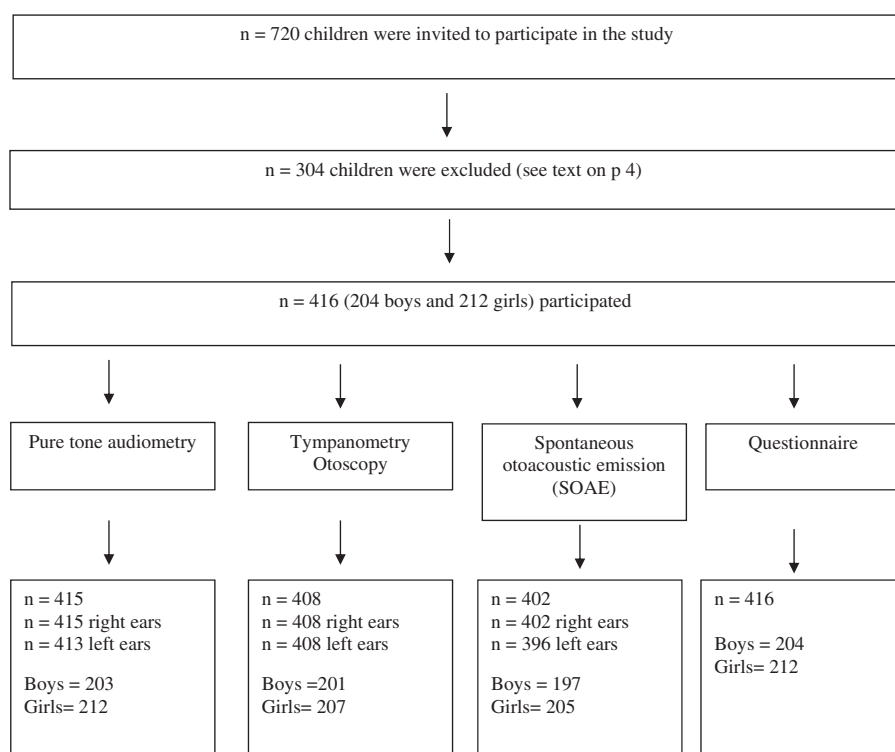 n = 720 children were invited to participate in the study
n = 304 children were excluded (see text on p 4)
n = 416 (204 boys and 212 girls) participated
Pure tone audiometry
Tympanometry
Otoscopy
Spontaneous
otoacoustic emission
(SOAE)
Questionnaire
n = 415
n = 415 right ears
n = 413 left ears
Boys = 203
Girls= 212
n = 408
n = 408 right ears
n = 408 left ears
Boys =201
Girls= 207
n = 402
n = 402 right ears
n = 396 left ears
Boys = 197
Girls= 205
n = 416
Boys = 204
Girls= 212